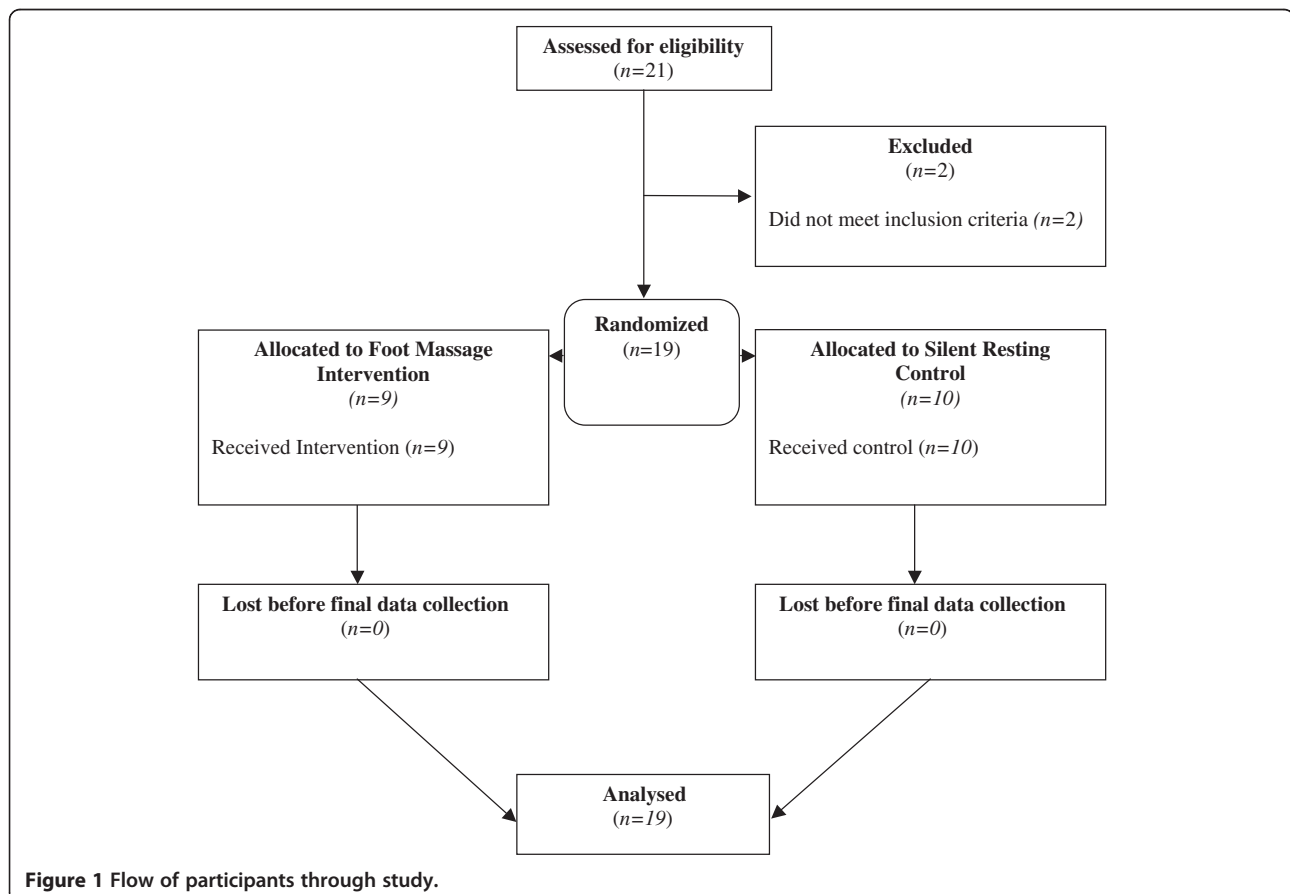 Assessed for eligibility
(n=21)
Excluded
(n=2)
Did not meet inclusion criteria (n=2)
Randomized
(n=19)
Allocated to Foot Massage
Intervention
(n=9)
Received Intervention (n=9)
Allocated to Silent Resting
Control
(n=10)
Received control (n=10)
Lost before final data collection
(n=0)
Lost before final data collection
(n=0)
Analysed
(n=19)
Figure 1 Flow of participants through study.